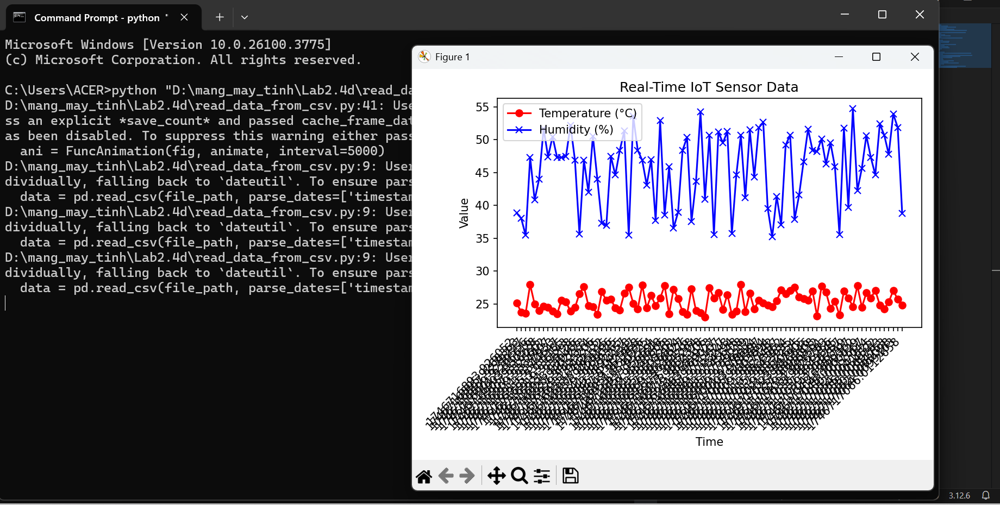 Command Prompt - python "
Microsoft Windows [Version 10.0.26100.3775]
(c) Microsoft Corporation. All rights reserved.
C:\Users\ACER>python "D:\mang_may_tinh\Lab2.4d\read_da
D:\mang_may_tinh\Lab2.4d\read_data_from_csv.py:41: Use
ss an explicit *save_count* and passed cache_frame_dat
as been disabled. To suppress this warning either pass
ani = FuncAnimation(fig, animate, interval=5000)
D:\mang_may_tinh\Lab2.4d\read_data_from_csv.py:9: User
dividually, falling back to `dateutil`. To ensure pars
data = pd.read_csv(file_path, parse_dates=['timestam
D:\mang_may_tinh\Lab2.4d\read_data_from_csv.py:9: User
dividually, falling back to `dateutil`. To ensure pars
data = pd.read_csv(file_path, parse_dates=['timestam
D:\mang_may_tinh\Lab2.4d\read_data_from_csv.py:9: User
dividually, falling back to `dateutil`. To ensure pars
data = pd.read_csv(file_path, parse_dates=['timestam
Figure 1
Real-Time IoT Sensor Data
Temperature (°C)
Humidity (%)
55
50
45
40
35
30
25
Value
Time
3.12.6